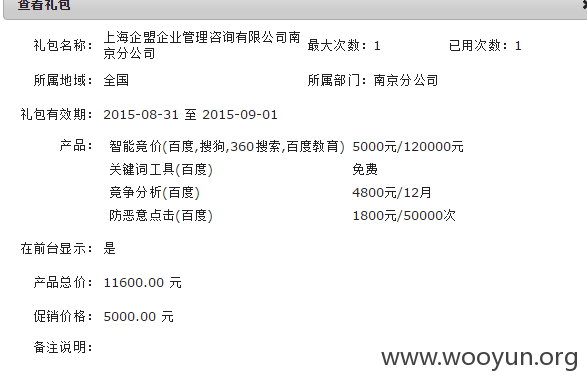 查看礼包
礼包名称: 上海企盟企业管理咨询有限公司南京分公司 最大次数: 1 已用次数: 1
所属地域: 全国 所属部门: 南京分公司
礼包有效期: 2015-08-31 至 2015-09-01
产品: 智能竞价(百度,搜狗,360搜索,百度教育) 5000元/120000元
关键词工具(百度) 免费
竞争分析(百度) 4800元/12月
防恶意点击(百度) 1800元/50000次
在前台显示: 是
产品总价: 11600.00 元
促销价格: 5000.00 元
备注说明:
www.wooyun.org